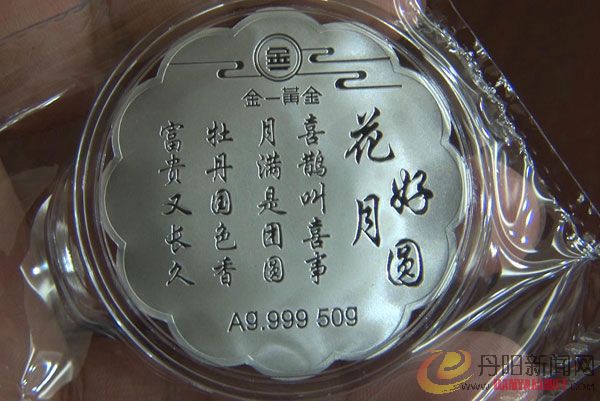 金一黃金
花好
月圆
喜鹊叫喜事
月满是团圆
牡丹国色香
富贵又长久
Ag.999 50g
丹阳新闻网